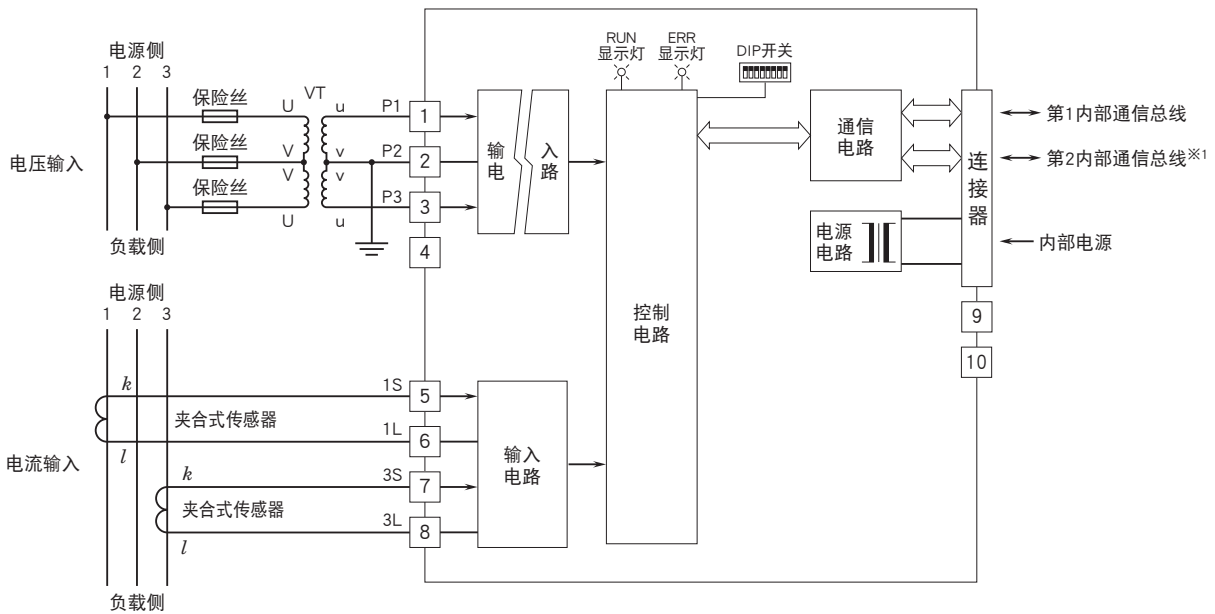 RUN
显示灯
ERR
显示灯
DIP开关
电源侧
1 2 3
保险丝
保险丝
保险丝
U
V
V
U
VT
u
v
v
u
P1
P2
P3
1
2
3
4
电压输入
负载侧
输 入
电 路
控制
电路
通信
电路
电源
电路
连
接
器
第1内部通信总线
第2内部通信总线※1
内部电源
9
10
电源侧
1 2 3
k
夹合式传感器
l
k
夹合式传感器
l
1S
1L
3S
3L
5
6
7
8
电流输入
输入
电路
负载侧